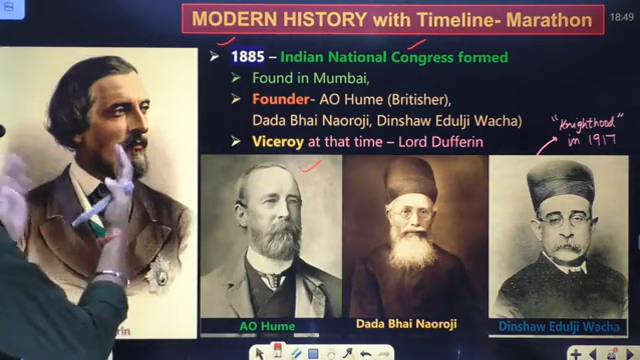 MODERN HISTORY with Timeline- Marathon
18:49
1885 – Indian National Congress formed
Found in Mumbai,
Founder- AO Hume (Britisher),
Dada Bhai Naoroji, Dinshaw Edulji Wacha)
"Knighthood"
in 1917
Viceroy at that time – Lord Dufferin
AO Hume
Dada Bhai Naoroji
Dinshaw Edulji Wacha